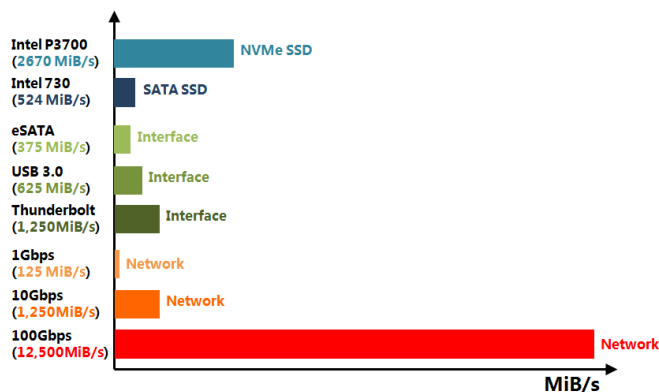 Intel P3700
(2670 MiB/s)
NVMe SSD
Intel 730
(524 MiB/s)
SATA SSD
eSATA
(375 MiB/s)
Interface
USB 3.0
(625 MiB/s)
Interface
Thunderbolt
(1,250MiB/s)
Interface
1Gbps
(125 MiB/s)
Network
10Gbps
(1,250MiB/s)
Network
100Gbps
(12,500MiB/s)
Network
MiB/s